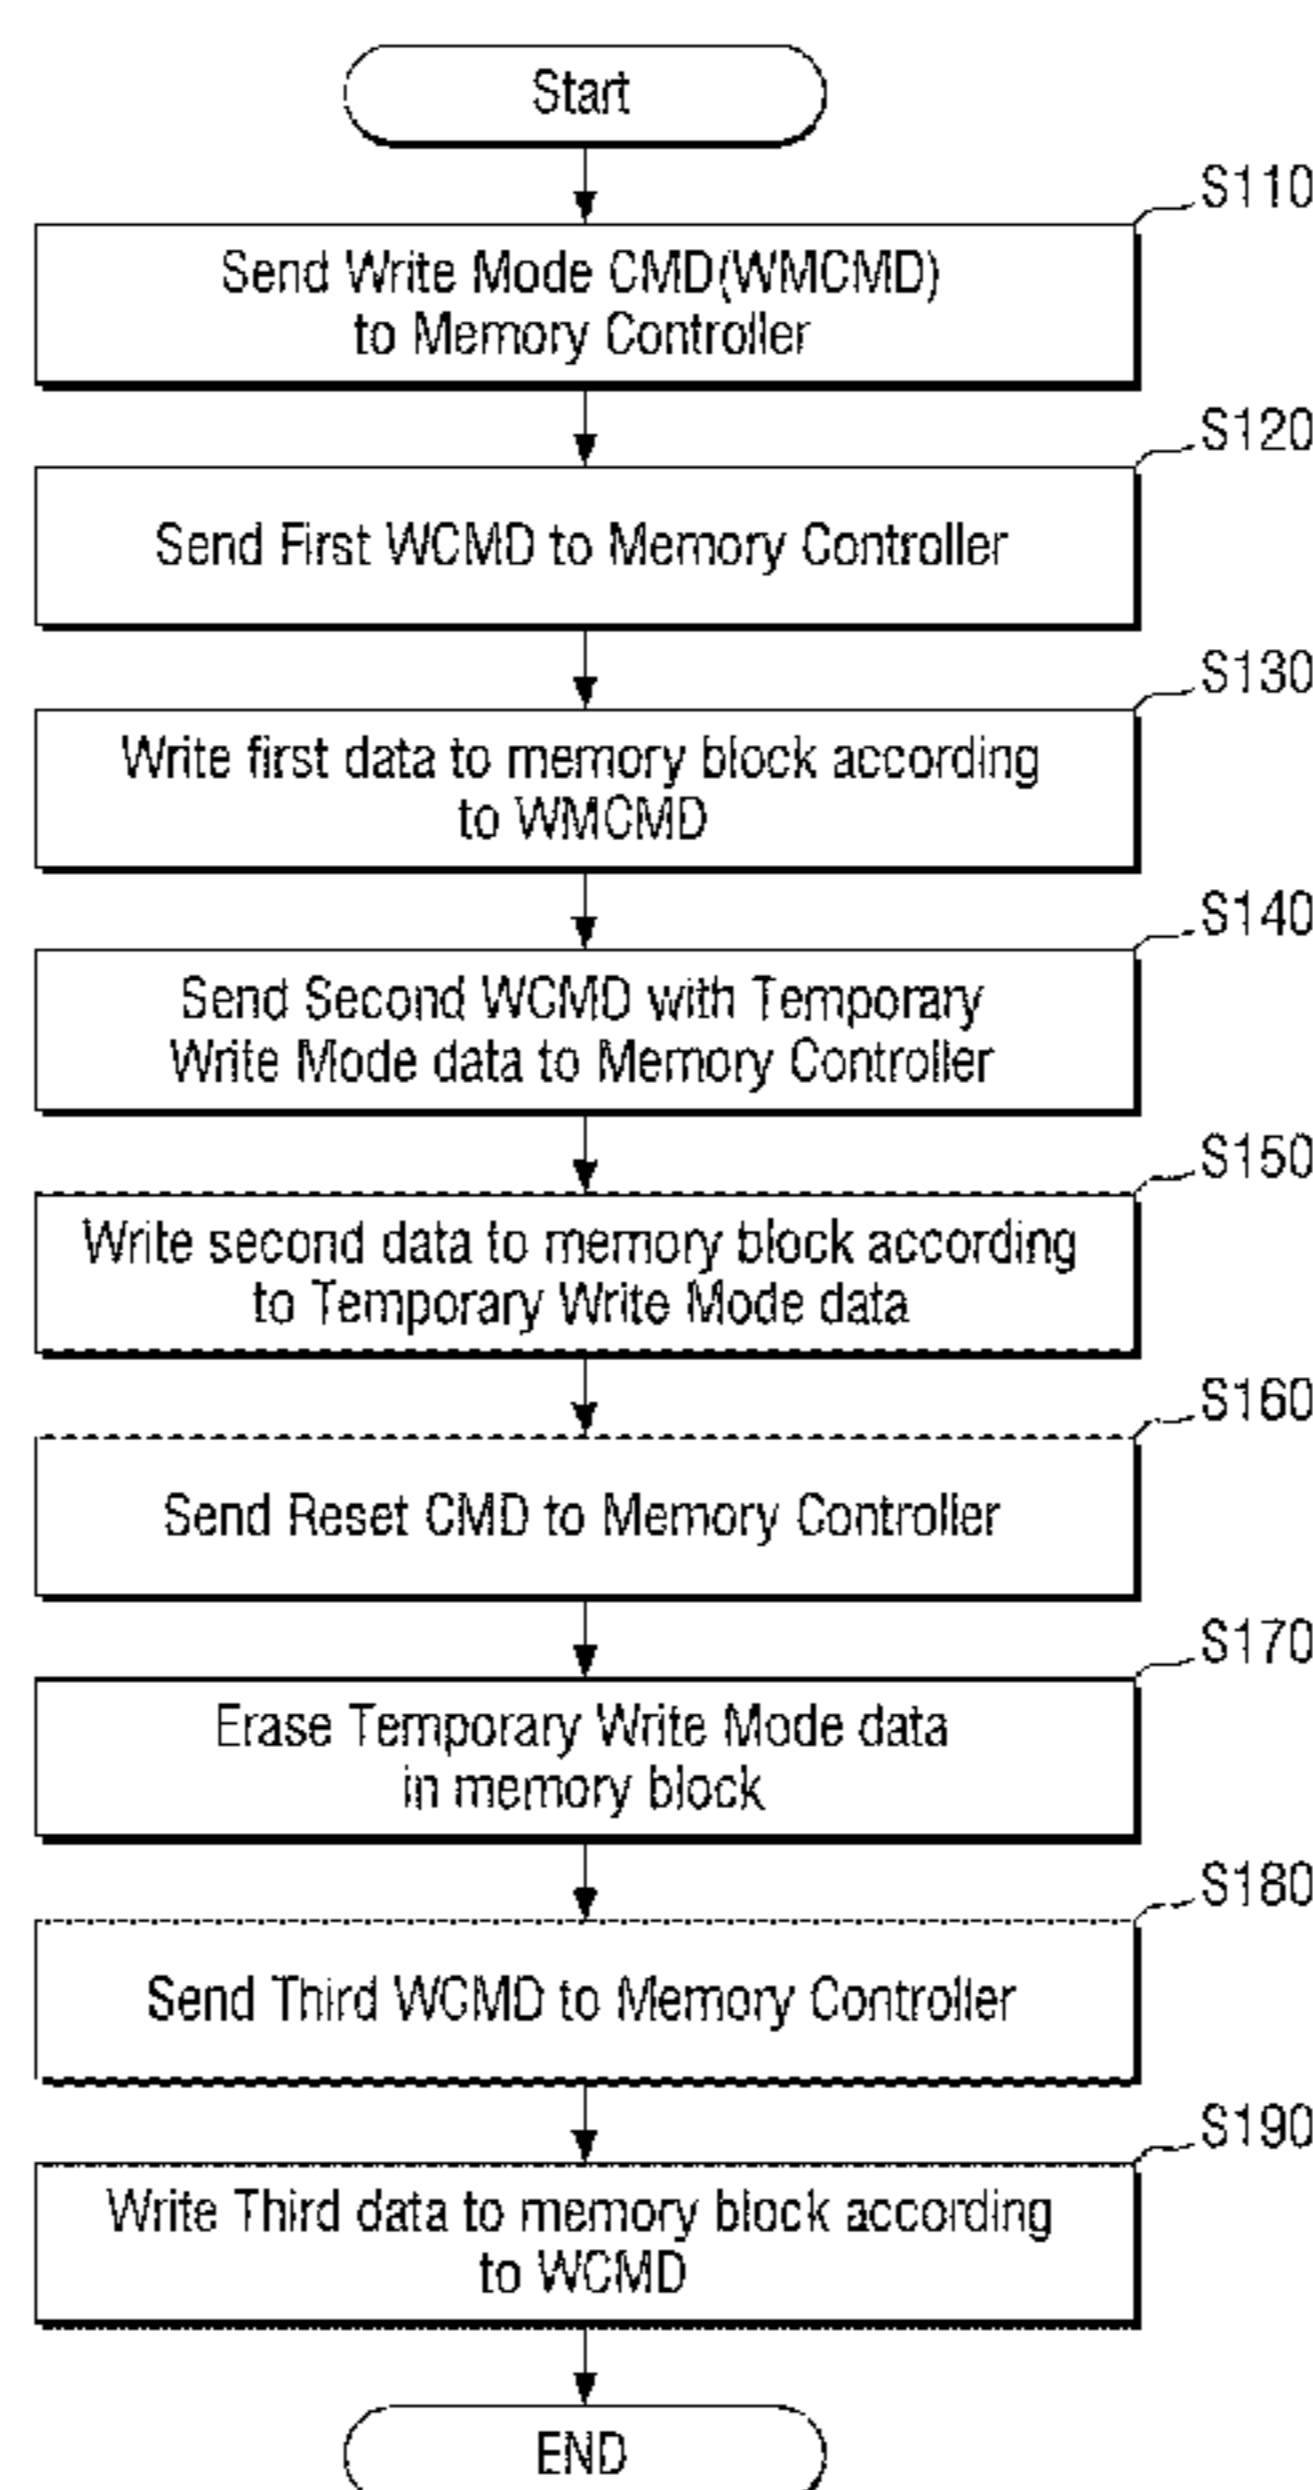 Start
S110
Send Write Mode CMD(WMCMD)
to Memory Controller
S120
Send First WCMD to Memory Controller
S130
Write first data to memory block according
to WMCMD
S140
Send Second WCMD with Temporary
Write Mode data to Memory Controller
S150
Write second data to memory block according
to Temporary Write Mode data
S160
Send Reset CMD to Memory Controller
S170
Erase Temporary Write Mode data
in memory block
S180
Send Third WCMD to Memory Controller
S190
Write Third data to memory block according
to WCMD
END